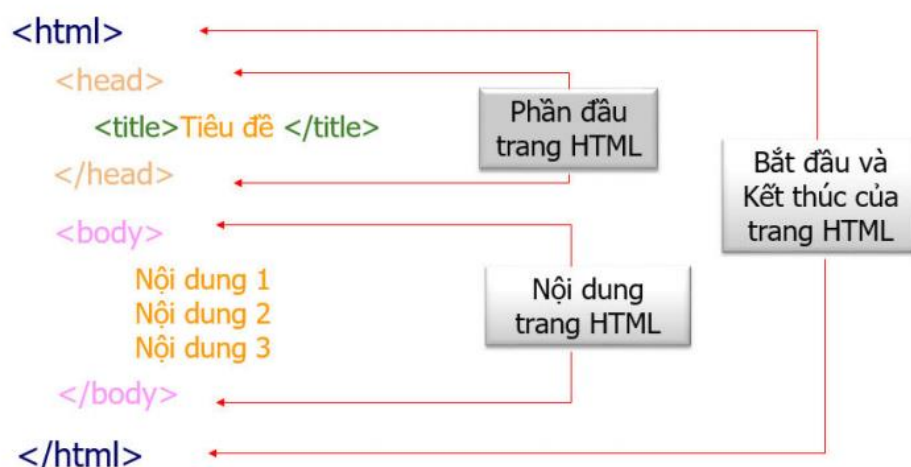 <html>
<head>
<title>Tiêu đề </title>
</head>
<body>
Nội dung 1
Nội dung 2
Nội dung 3
</body>
</html>
Phần đầu
trang HTML
Nội dung
trang HTML
Bắt đầu và
Kết thúc của
trang HTML